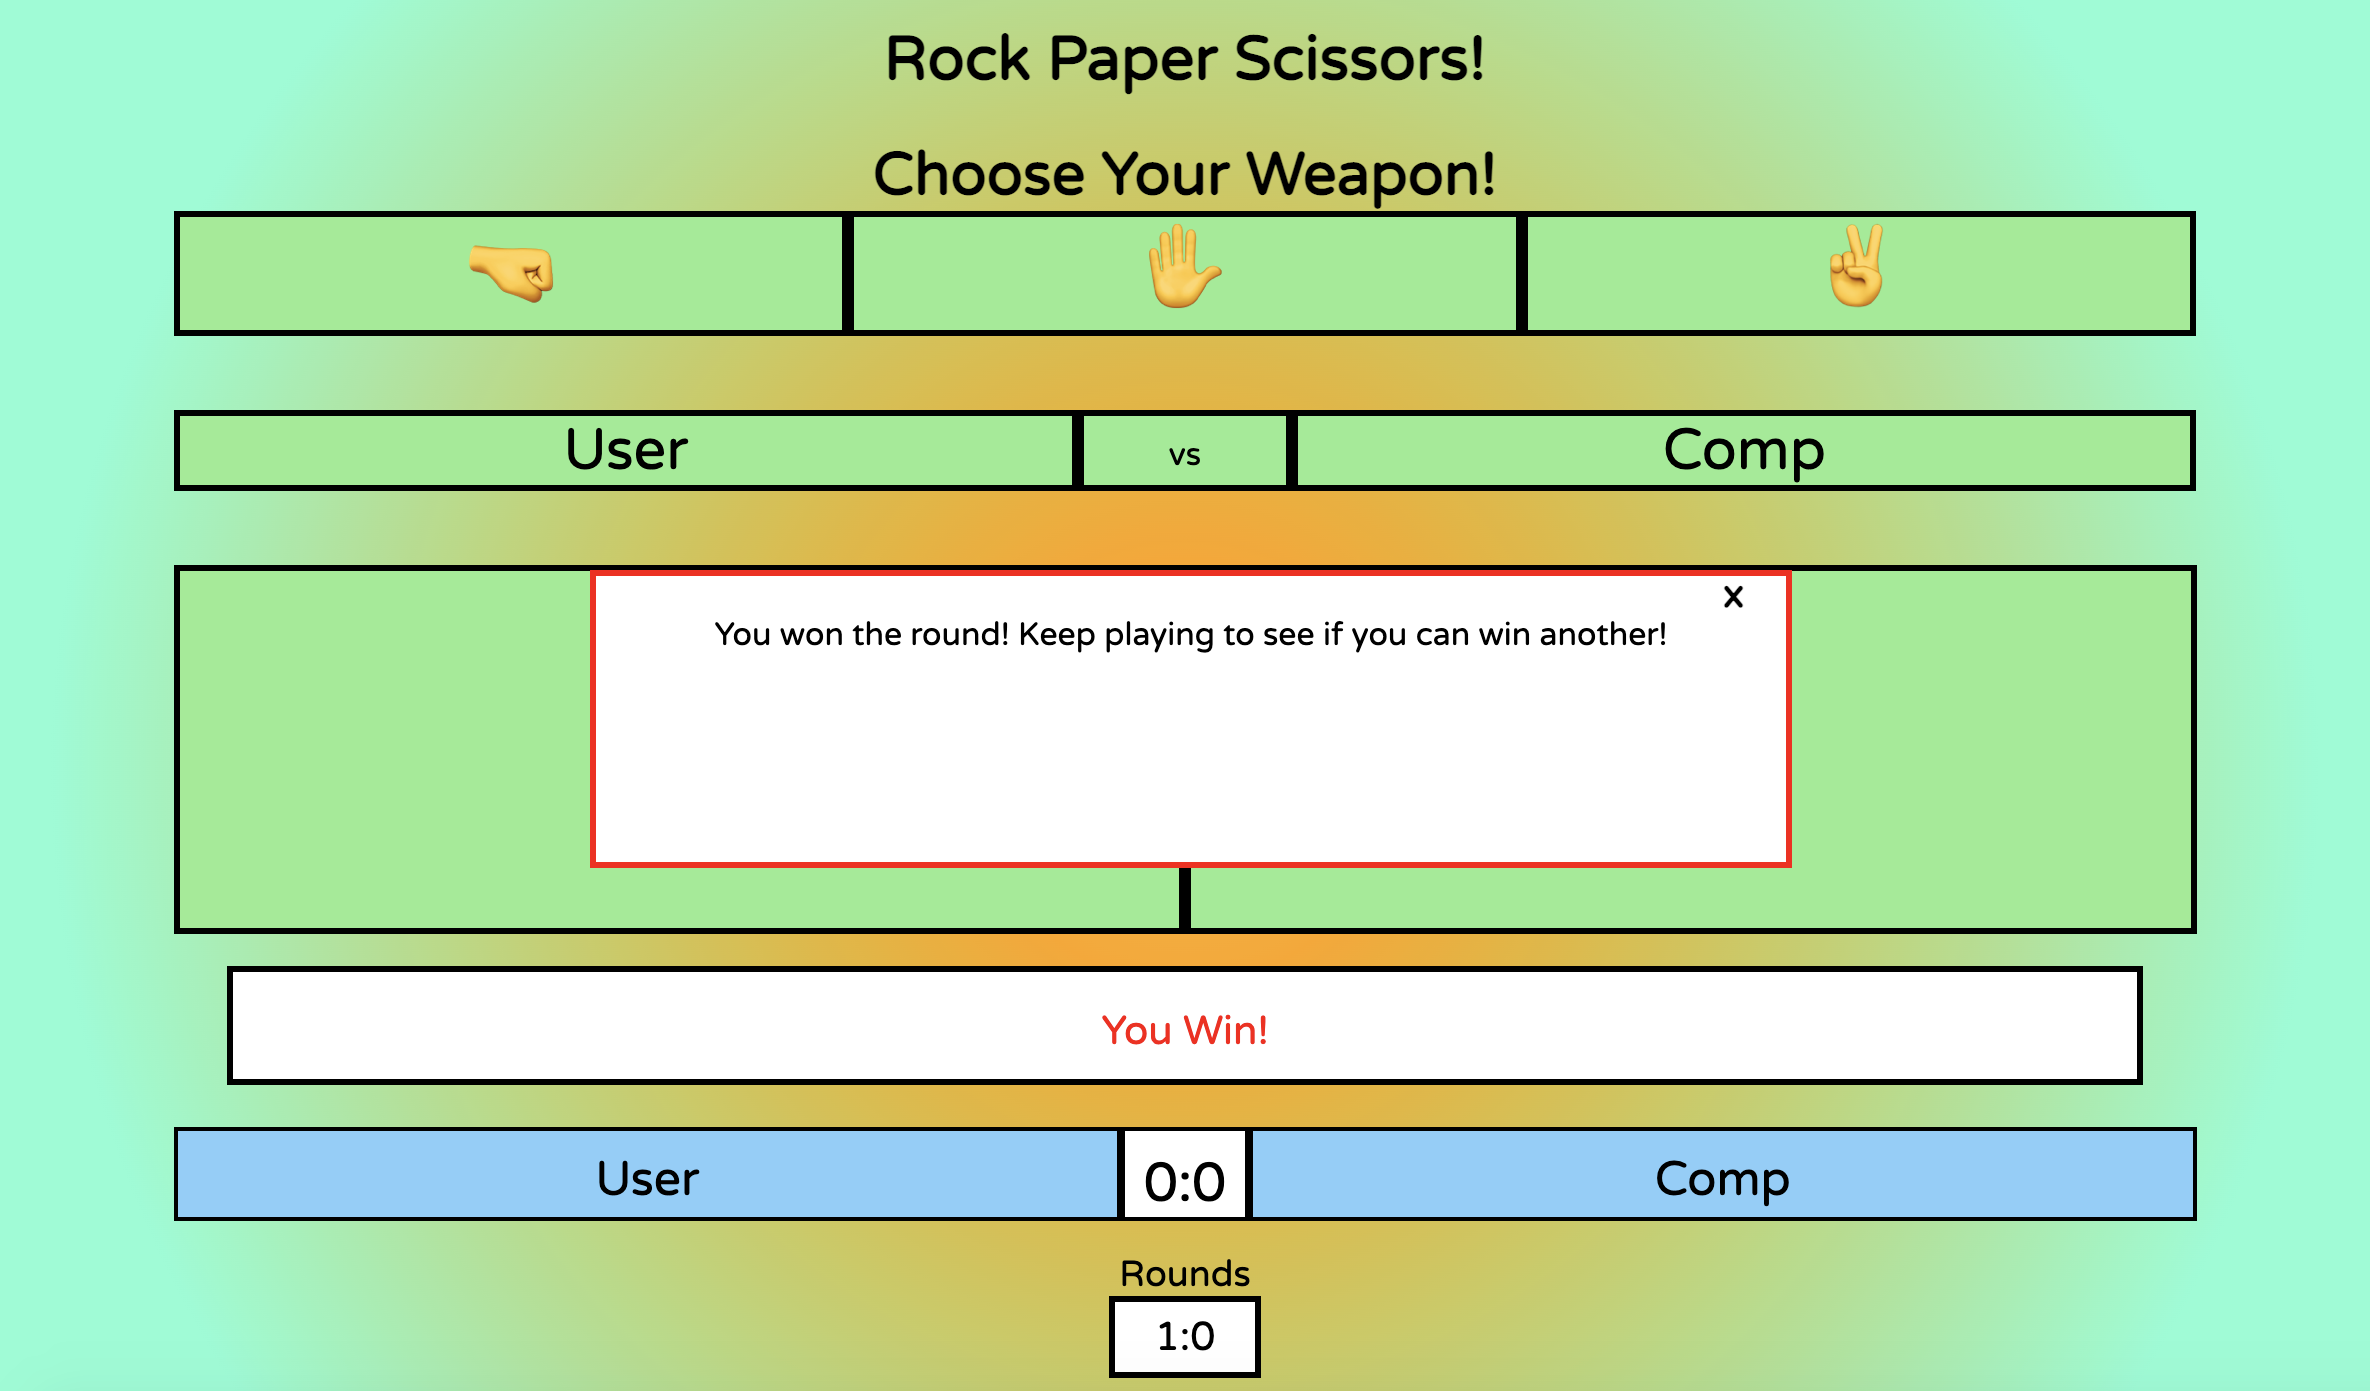 Rock Paper Scissors!
Choose Your Weapon!
User
vs
Comp
x
You won the round! Keep playing to see if you can win another!
You Win!
User
0:0
Comp
Rounds
1:0